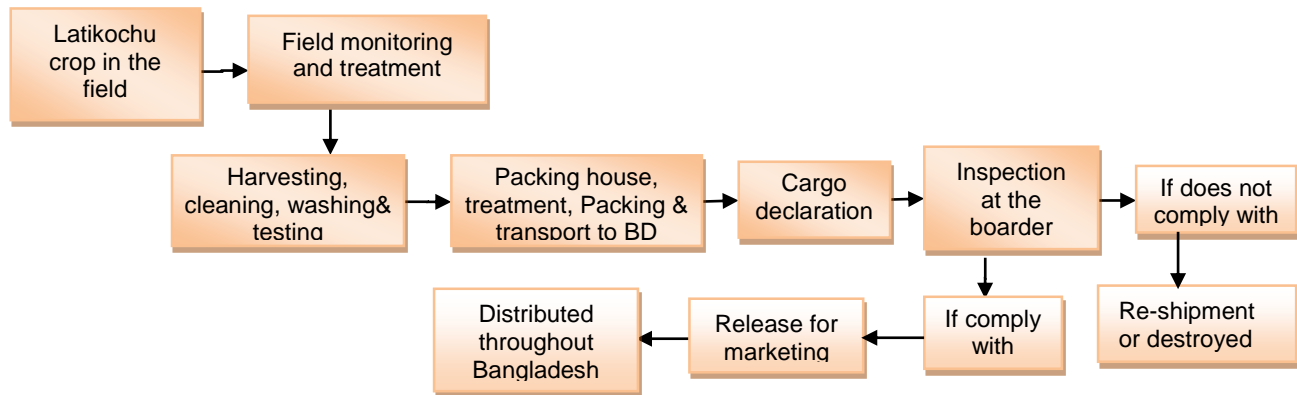 Latikochu
crop in the
field
Field monitoring
and treatment
Harvesting,
cleaning, washing&
testing
Packing house,
treatment, Packing &
transport to BD
Cargo
declaration
Inspection
at the
boarder
If does not
comply with
Re-shipment
or destroyed
If comply
with
Release for
marketing
Distributed
throughout
Bangladesh